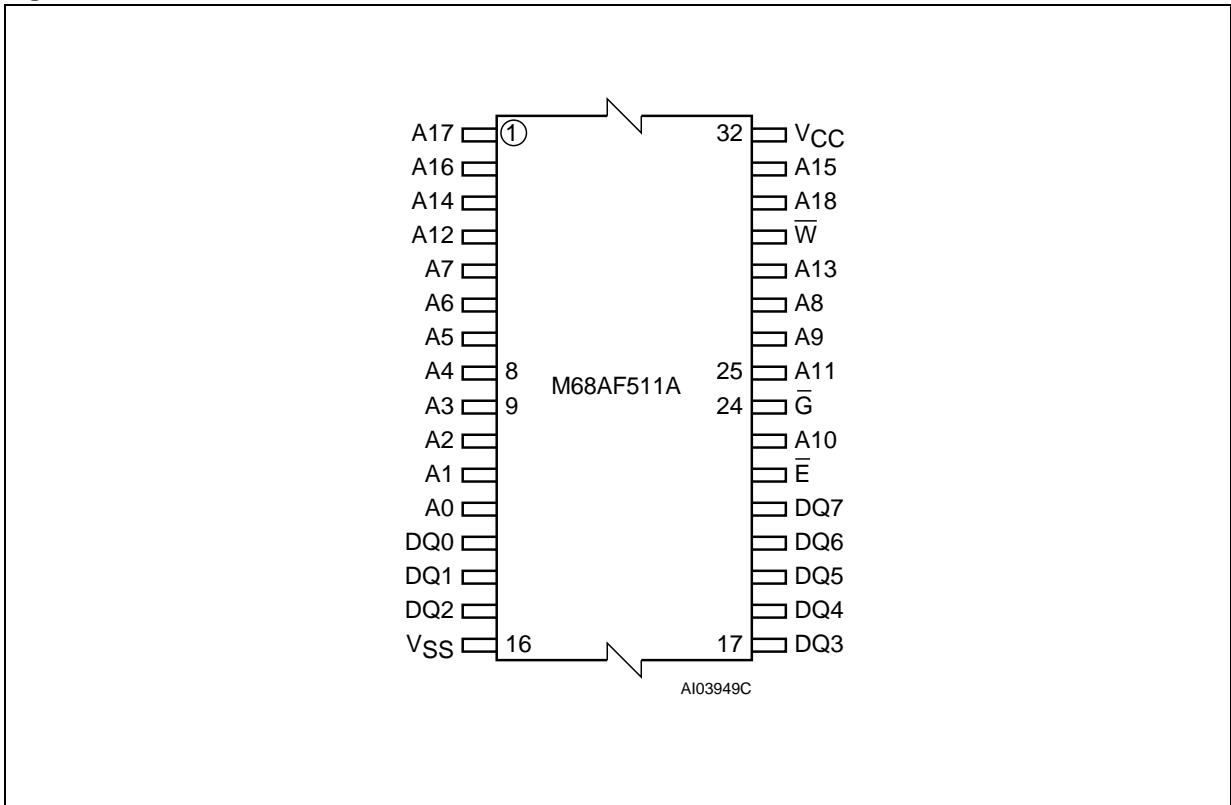 A17 ① 32 VCC
A16 A15
A14 A18
A12 W̅
A7 A13
A6 A8
A5 A9
A4 8 25 A11
M68AF511A
A3 9 24 G̅
A2 A10
A1 E̅
A0 DQ7
DQ0 DQ6
DQ1 DQ5
DQ2 DQ4
VSS 16 17 DQ3
AI03949C